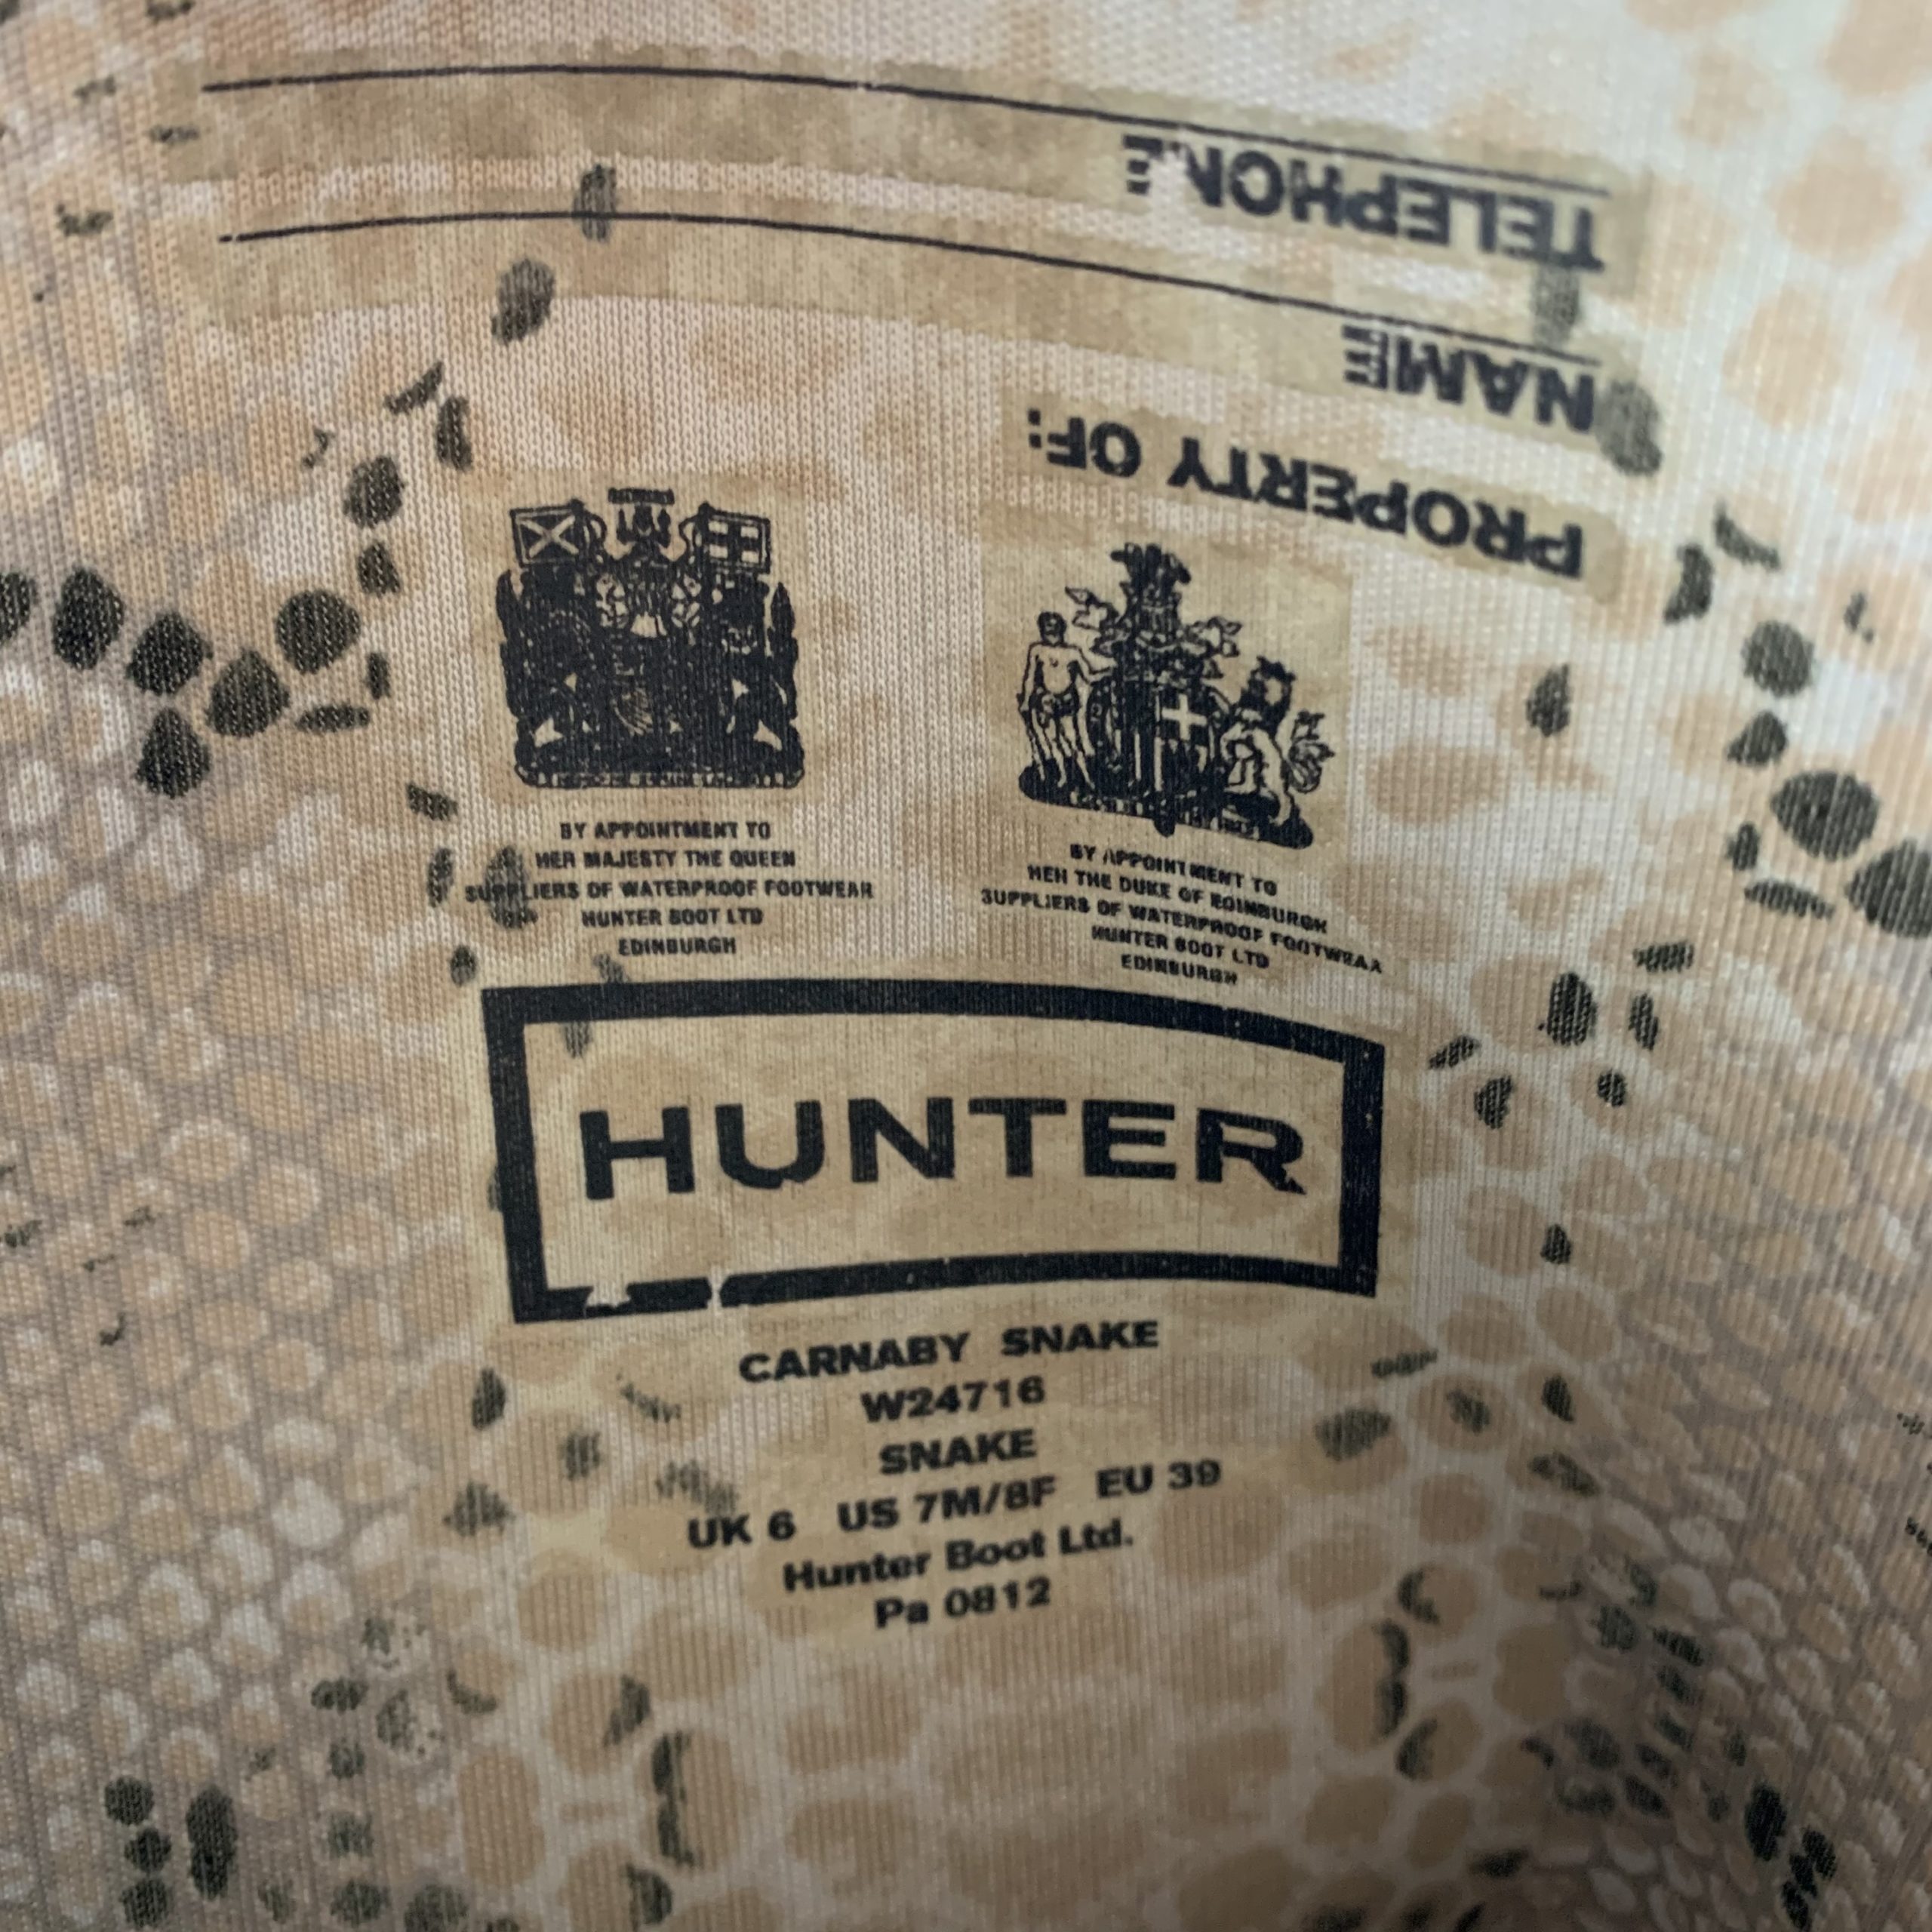 TELEPHONE
NAME
PROPERTY OF:
BY APPOINTMENT TO
HER MAJESTY THE QUEEN
SUPPLIERS OF WATERPROOF FOOTWEAR
HUNTER BOOT LTD
EDINBURGH
BY APPOINTMENT TO
HRH THE DUKE OF EDINBURGH
SUPPLIERS OF WATERPROOF FOOTWEAR
HUNTER BOOT LTD
EDINBURGH
HUNTER
CARNABY SNAKE
W24716
SNAKE
UK 6 US 7M/8F EU 39
Hunter Boot Ltd.
Pa 0812